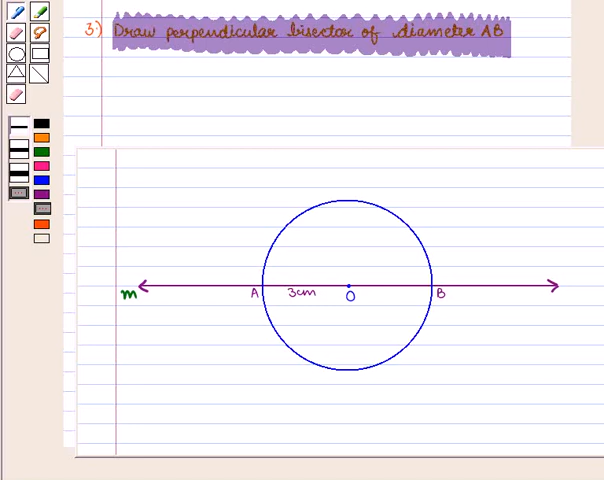 3:) Draw perpendicular bisector of diameter AB
m A 3cm O B